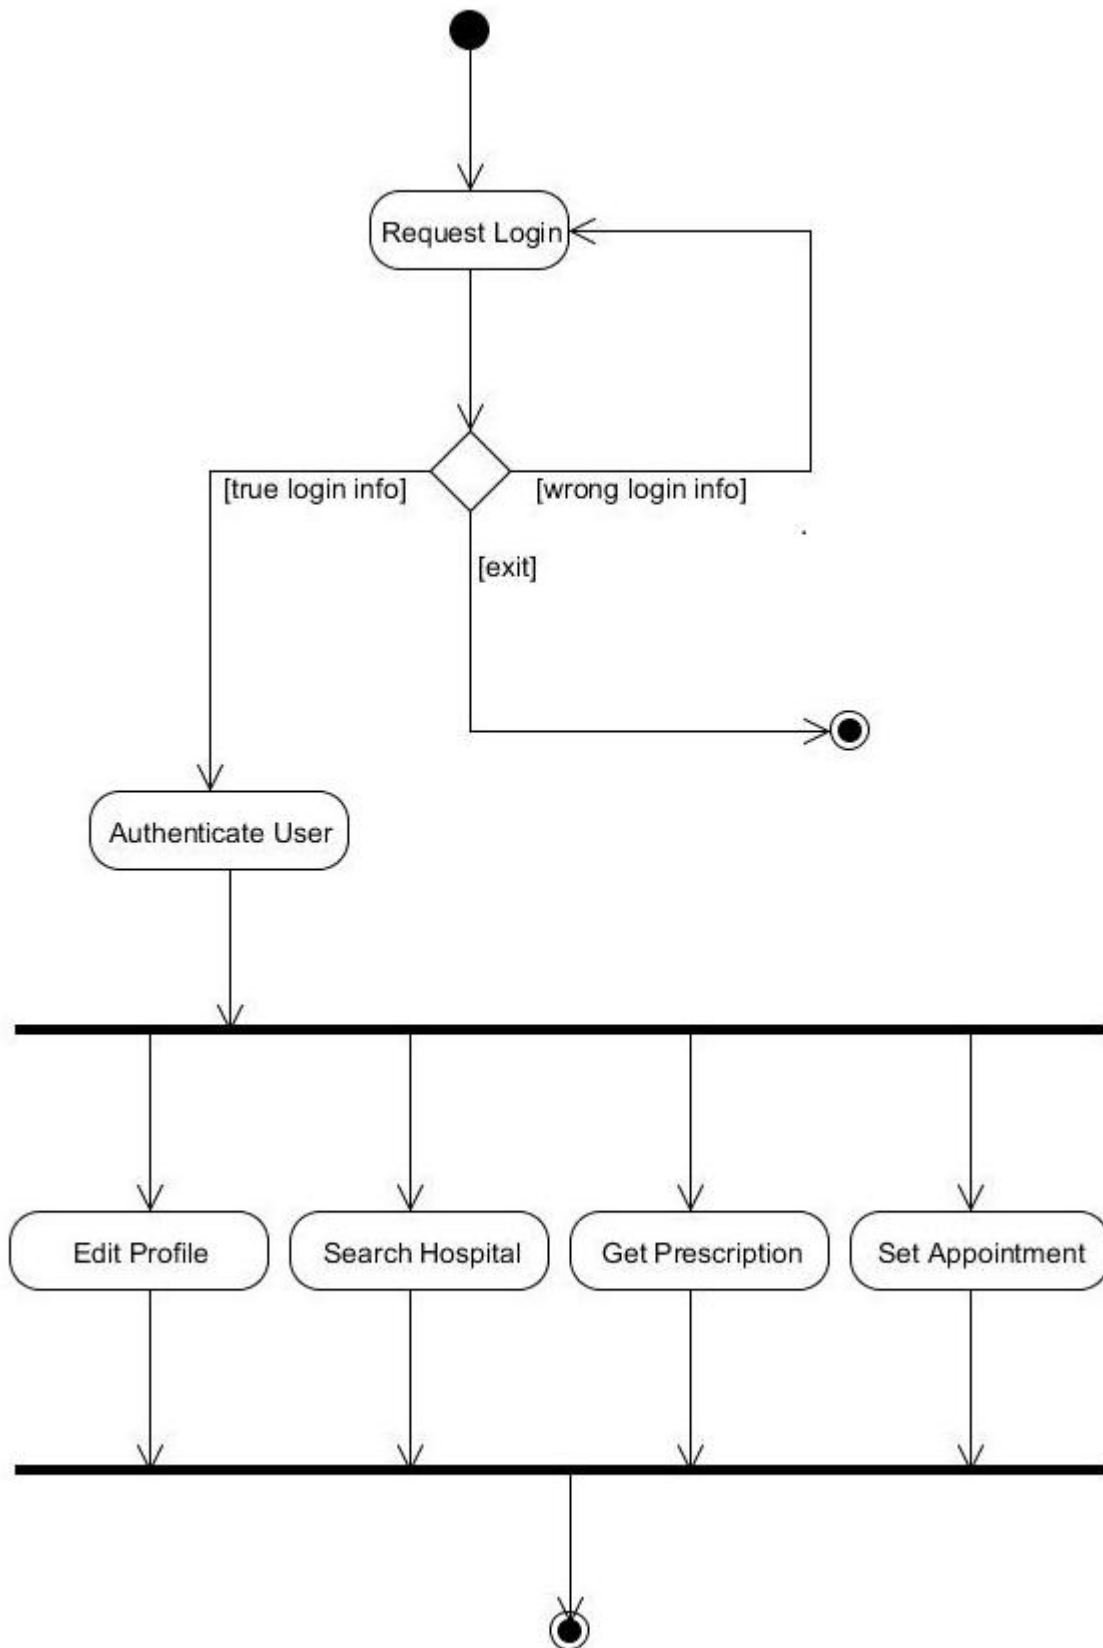 Request Login
[true login info]
[wrong login info]
[exit]
Authenticate User
Edit Profile
Search Hospital
Get Prescription
Set Appointment